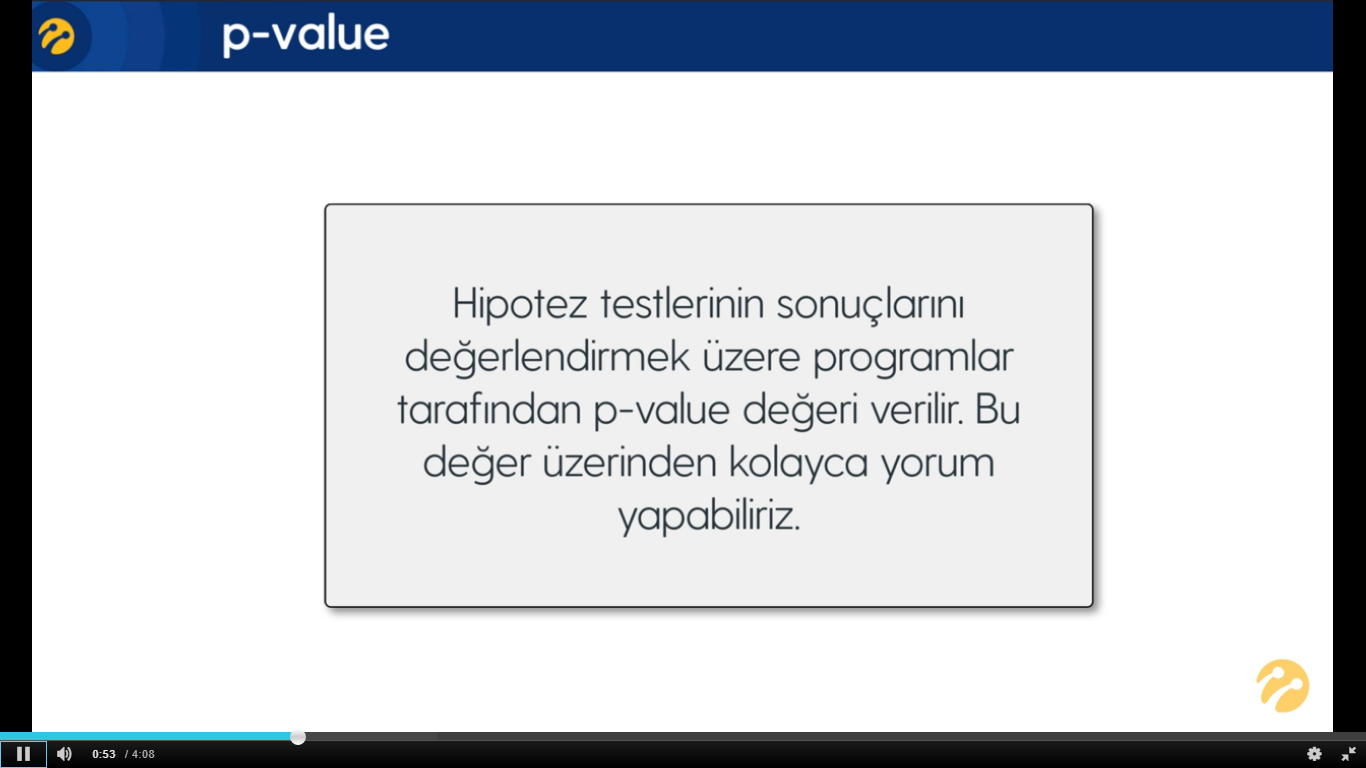 p-value
Hipotez testlerinin sonuçlarını
değerlendirmek üzere programlar
tarafından p-value değeri verilir. Bu
değer üzerinden kolayca yorum
yapabiliriz.
0:53 / 4:08